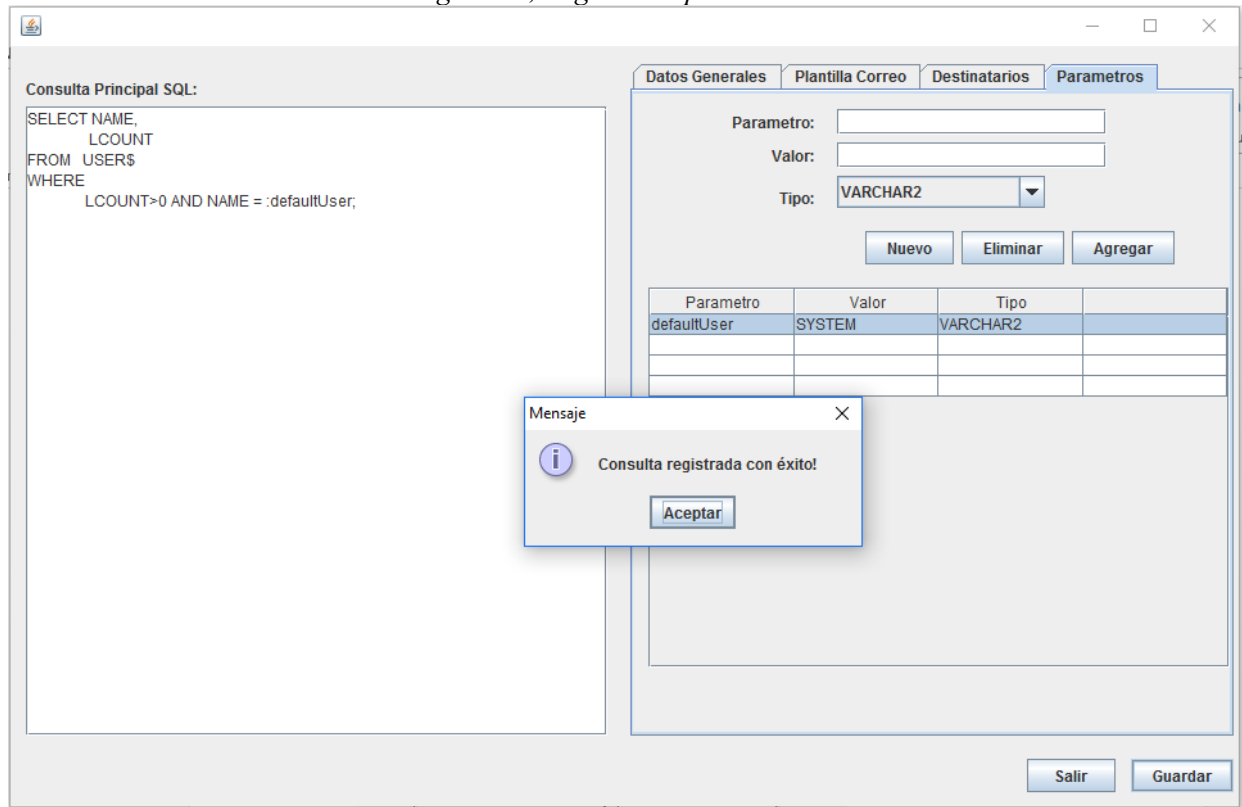 Consulta Principal SQL:
SELECT NAME,
LCOUNT
FROM USER$
WHERE
LCOUNT>0 AND NAME = :defaultUser;
Datos Generales Plantilla Correo Destinatarios Parametros
Parametro:
Valor:
Tipo: VARCHAR2
Nuevo Eliminar Agregar
Parametro Valor Tipo
defaultUser SYSTEM VARCHAR2
Mensaje
Consulta registrada con éxito!
Aceptar
Salir Guardar